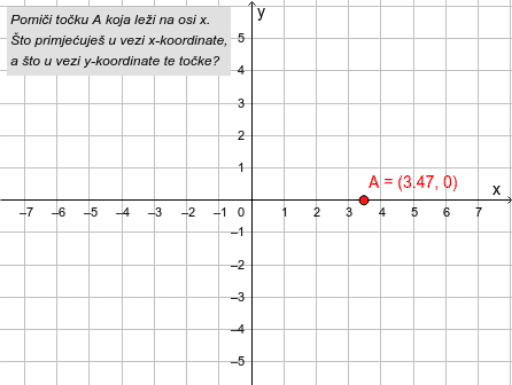 Pomiči točku A koja leži na osi x.
Što primjećuješ u vezi x-koordinate,
a što u vezi y-koordinate te točke?
y
5
4
3
2
1
A = (3.47, 0)
x
–7 –6 –5 –4 –3 –2 –1 0 1 2 3 4 5 6 7
–1
–2
–3
–4
–5